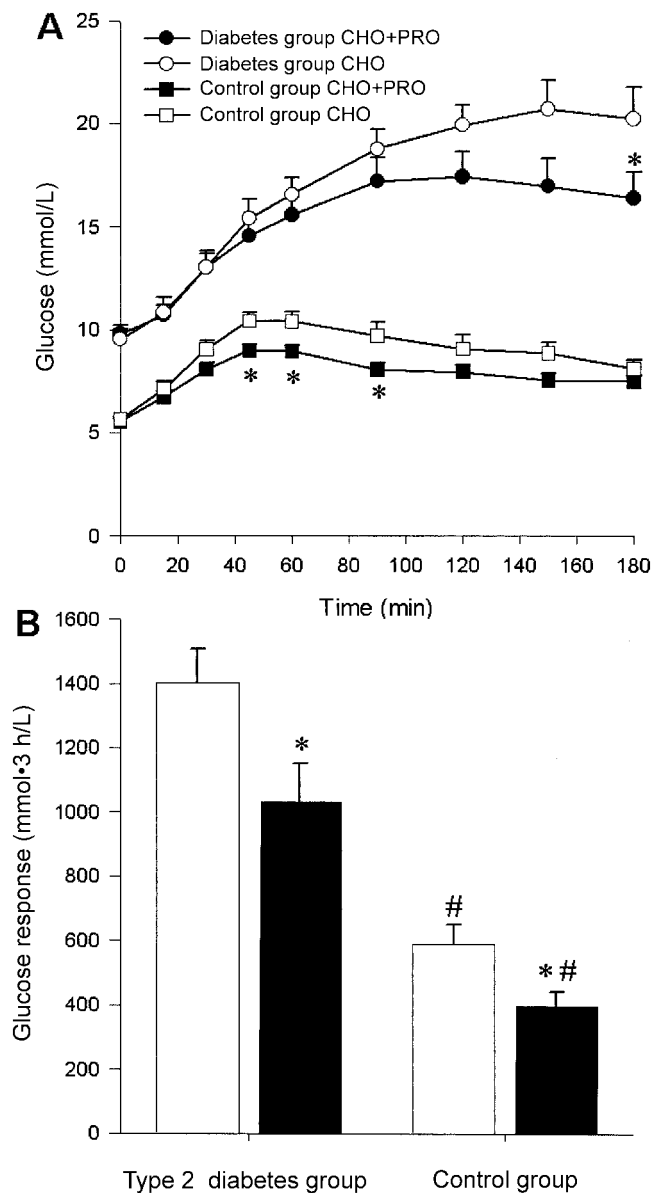 A
Diabetes group CHO+PRO
Diabetes group CHO
Control group CHO+PRO
Control group CHO
25
20
15
10
5
0
Glucose (mmol/L)
*
* * *
0 20 40 60 80 100 120 140 160 180
Time (min)
B
1600
1400
1200
1000
800
600
400
200
0
Glucose response (mmol•3 h/L)
*
#
* #
Type 2 diabetes group Control group